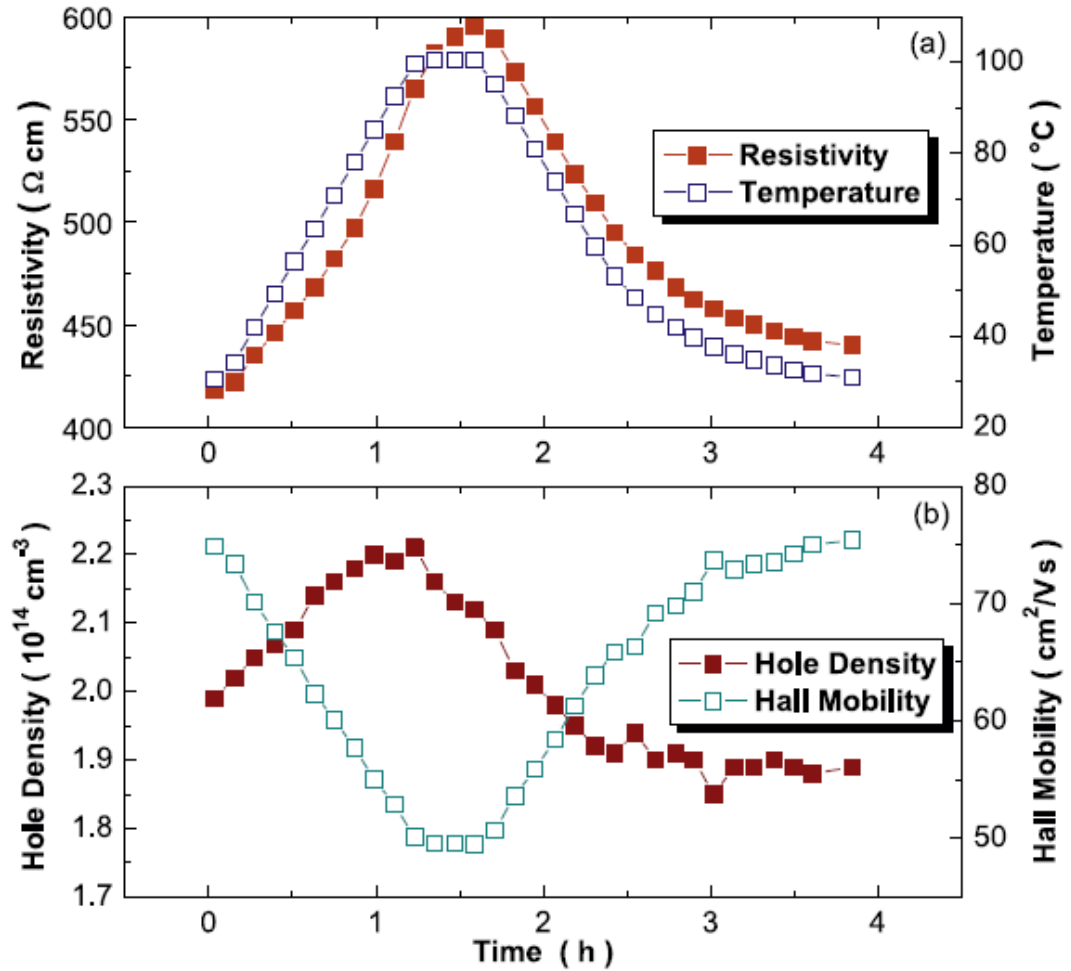 (a)
600
550
500
450
400
Resistivity ( Ω cm )
100
80
60
40
20
Temperature ( °C )
Resistivity
Temperature
0 1 2 3 4
(b)
2.3
2.2
2.1
2.0
1.9
1.8
1.7
Hole Density ( 10¹⁴ cm⁻³ )
80
70
60
50
Hall Mobility ( cm²/V s )
Hole Density
Hall Mobility
0 1 2 3 4
Time ( h )